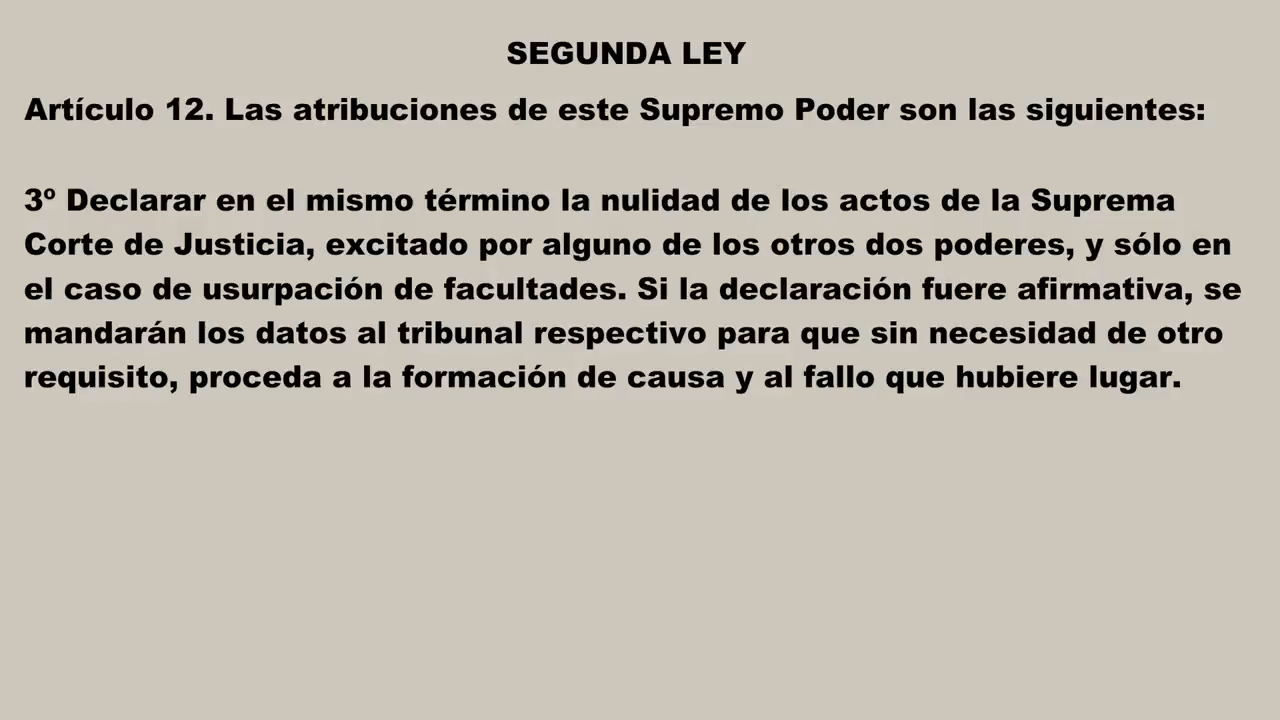 SEGUNDA LEY
Artículo 12. Las atribuciones de este Supremo Poder son las siguientes:
3º Declarar en el mismo término la nulidad de los actos de la Suprema
Corte de Justicia, excitado por alguno de los otros dos poderes, y sólo en
el caso de usurpación de facultades. Si la declaración fuere afirmativa, se
mandarán los datos al tribunal respectivo para que sin necesidad de otro
requisito, proceda a la formación de causa y al fallo que hubiere lugar.